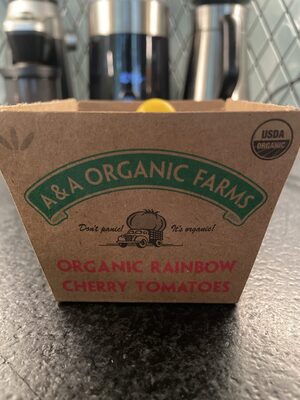 USDA
ORGANIC
A&A ORGANIC FARMS
Don't panic! It's organic!
ORGANIC RAINBOW
CHERRY TOMATOES